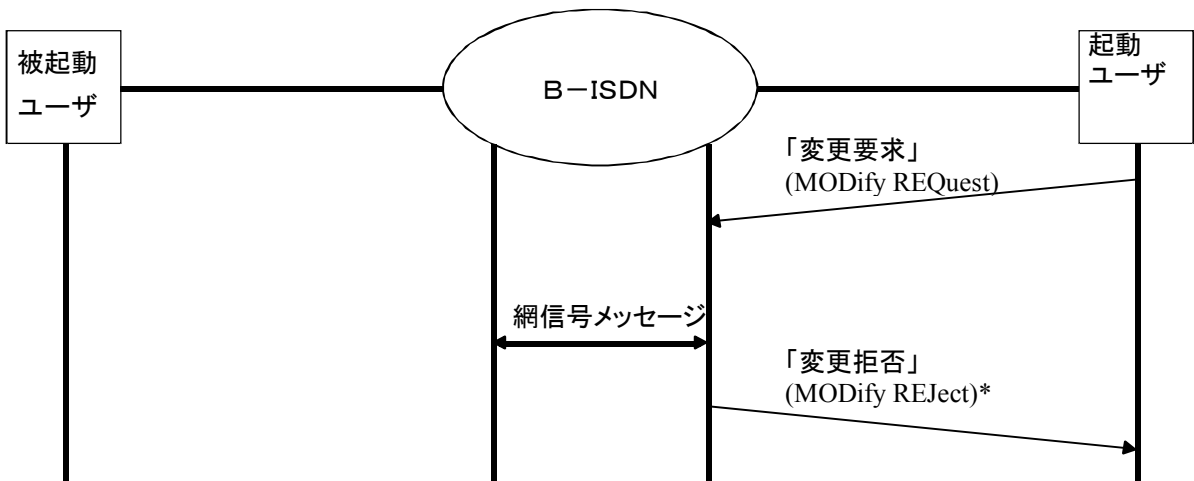 被起動
ユーザ
B－ISDN
起動
ユーザ
「変更要求」
(MODify REQuest)
網信号メッセージ
「変更拒否」
(MODify REJect)*